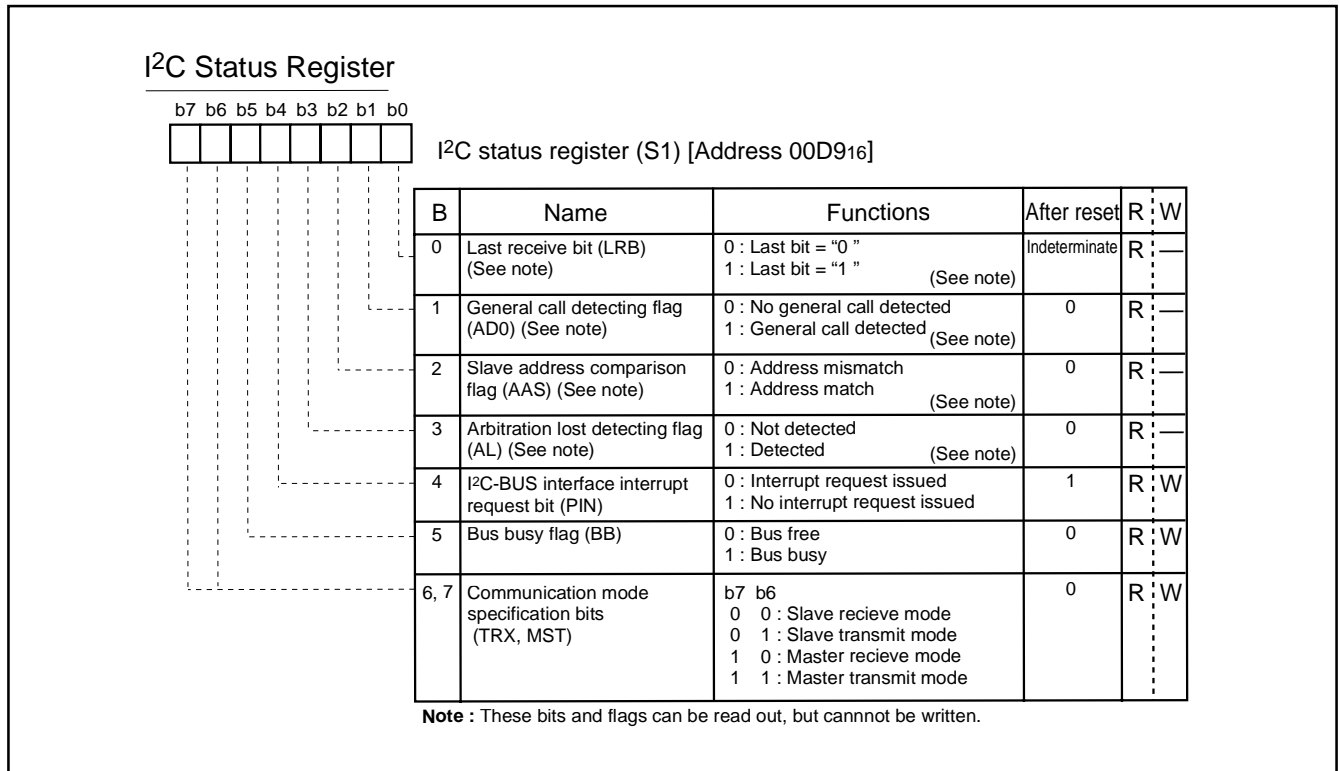 I2C Status Register
b7 b6 b5 b4 b3 b2 b1 b0
I2C status register (S1) [Address 00D916]
B Name Functions After reset R W
0 Last receive bit (LRB) (See note) 0 : Last bit = “0 ” 1 : Last bit = “1 ” (See note) Indeterminate R —
1 General call detecting flag (AD0) (See note) 0 : No general call detected 1 : General call detected (See note) 0 R —
2 Slave address comparison flag (AAS) (See note) 0 : Address mismatch 1 : Address match (See note) 0 R —
3 Arbitration lost detecting flag (AL) (See note) 0 : Not detected 1 : Detected (See note) 0 R —
4 I2C-BUS interface interrupt request bit (PIN) 0 : Interrupt request issued 1 : No interrupt request issued 1 R W
5 Bus busy flag (BB) 0 : Bus free 1 : Bus busy 0 R W
6, 7 Communication mode specification bits (TRX, MST) b7 b6 0 0 : Slave recieve mode 0 1 : Slave transmit mode 1 0 : Master recieve mode 1 1 : Master transmit mode 0 R W
Note : These bits and flags can be read out, but cannnot be written.